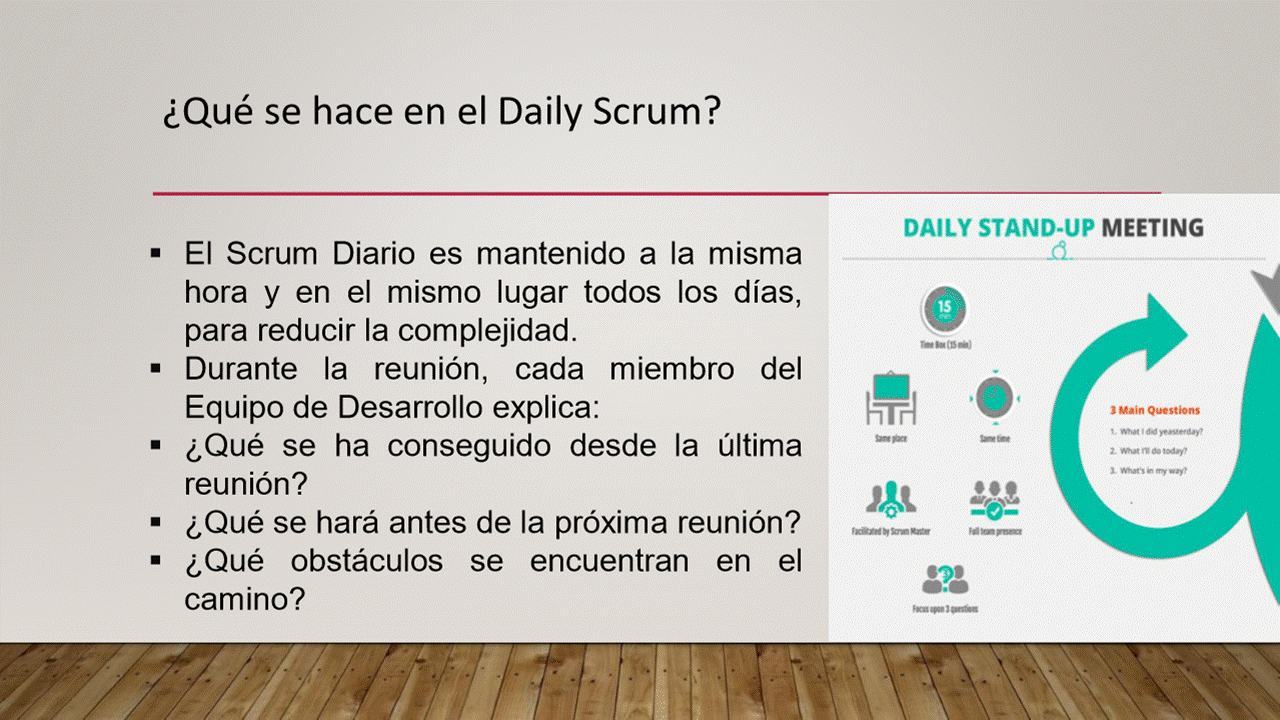 ¿Qué se hace en el Daily Scrum?
▪ El Scrum Diario es mantenido a la misma
hora y en el mismo lugar todos los días,
para reducir la complejidad.
▪ Durante la reunión, cada miembro del
Equipo de Desarrollo explica:
▪ ¿Qué se ha conseguido desde la última
reunión?
▪ ¿Qué se hará antes de la próxima reunión?
▪ ¿Qué obstáculos se encuentran en el
camino?
DAILY STAND-UP MEETING
15
min
Time Box (15 min)
Same place
Same time
Facilitated by Scrum Master
Full team presence
Focus upon 3 questions
3 Main Questions
1. What I did yeasterday?
2. What I'll do today?
3. What's in my way?